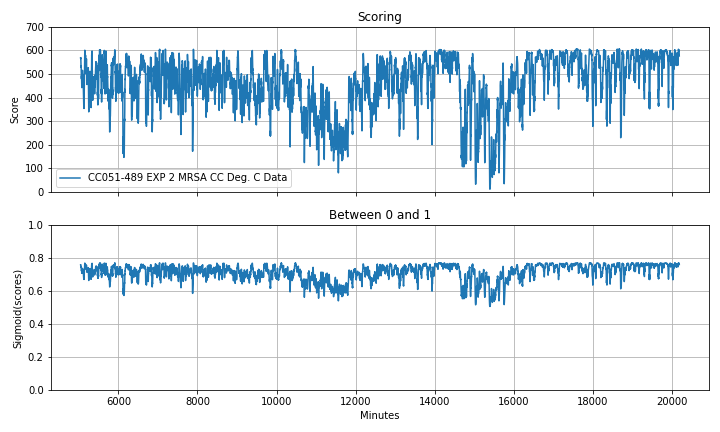 Scoring
700
600
500
400
300
200
100
0
Score
CC051-489 EXP 2 MRSA CC Deg. C Data
Between 0 and 1
1.0
0.8
0.6
0.4
0.2
0.0
Sigmoid(scores)
6000 8000 10000 12000 14000 16000 18000 20000
Minutes